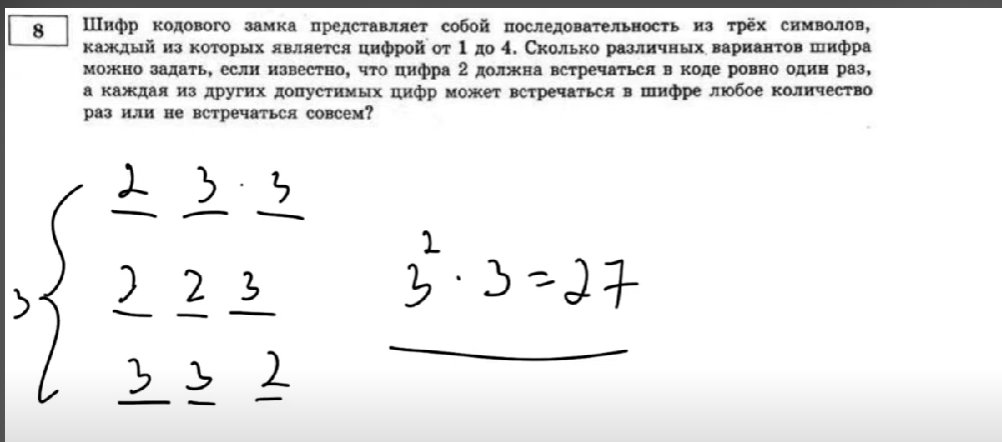 8
Шифр кодового замка представляет собой последовательность из трёх символов,
каждый из которых является цифрой от 1 до 4. Сколько различных вариантов шифра
можно задать, если известно, что цифра 2 должна встречаться в коде ровно один раз,
а каждая из других допустимых цифр может встречаться в шифре любое количество
раз или не встречаться совсем?
2 3 · 3
3 { 3 2 3
3 3 2
3² · 3 = 27